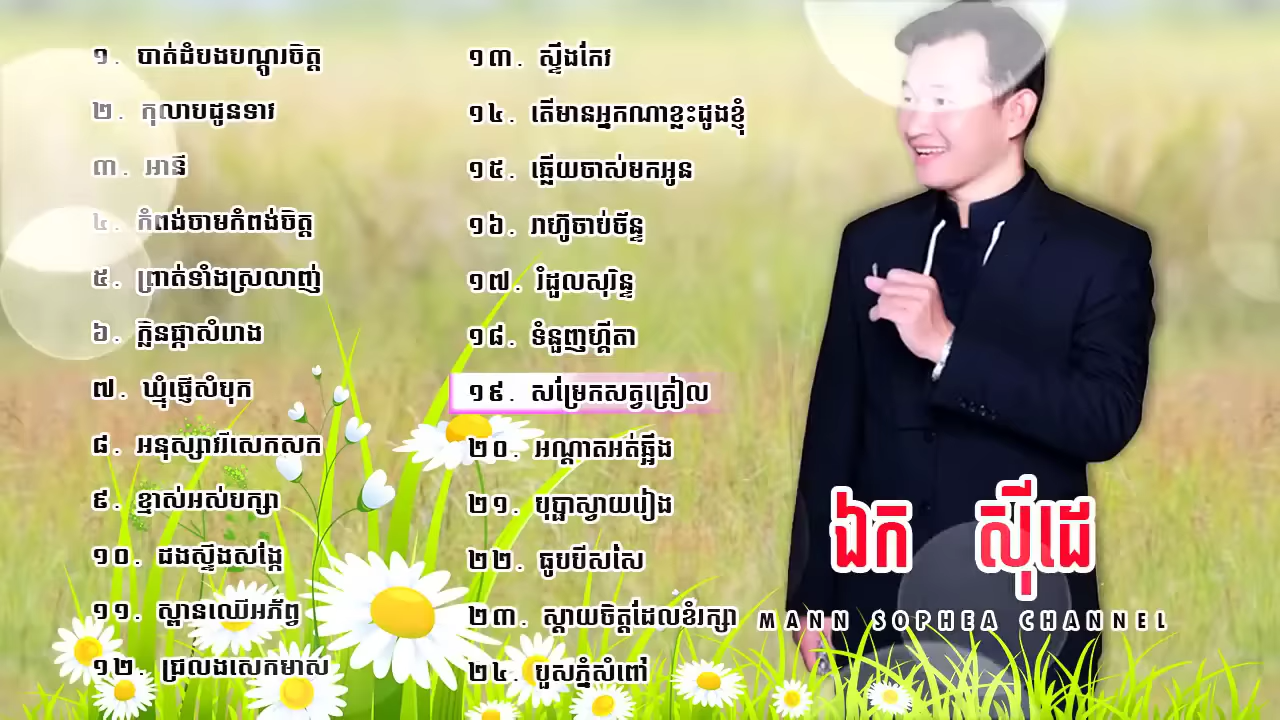 ១. បាត់ដំបងបណ្ដូរចិត្ត
២. កុលាបដូនទាវ
៣. អានី
៤. កំពង់ចាមកំពង់ចិត្ត
៥. ព្រាត់ទាំងស្រលាញ់
៦. ក្លិនផ្កាសំរោង
៧. ឃ្មុំផ្ញើសំបុក
៨. អនុស្សាវរីសេកសក
៩. ខ្មាស់អស់បក្សា
១០. ដងស្ទឹងសង្កែ
១១. ស្ពានឈើអភ័ព្វ
១២. ជ្រលងសេកមាស
១៣. ស្ទឹងកែវ
១៤. តើមានអ្នកណាខ្លះដូងខ្ញុំ
១៥. ឆ្លើយចាស់មកអូន
១៦. រាហ៊ូចាប់ច័ន្ទ
១៧. រំដួលសុរិន្ទ
១៨. ទំនួញហ្គីតា
១៩. សម្រែកសត្វត្រៀល
២០. អណ្ដាតអត់ឆ្អឹង
២១. បុប្ផាស្វាយរៀង
២២. ធូបបីសសៃ
២៣. ស្ដាយចិត្តដែលខំរក្សា
២៤. បួសភ្នំសំពៅ
ឯក ស៊ីដេ
MANN SOPHEA CHANNEL